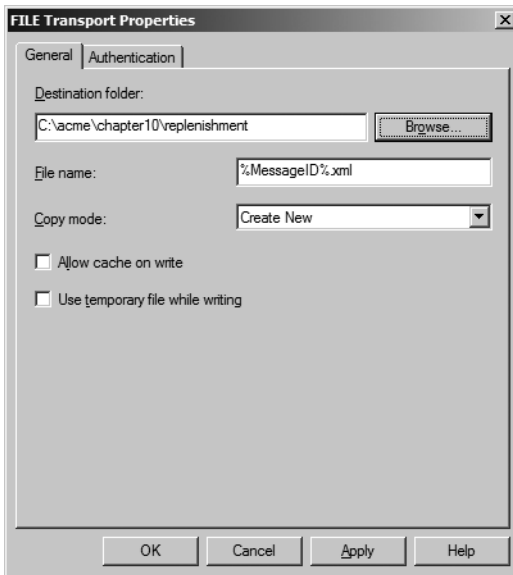 FILE Transport Properties
General
Authentication
Destination folder:
C:\acme\chapter10\replenishment
Browse...
File name:
%MessageID%.xml
Copy mode:
Create New
Allow cache on write
Use temporary file while writing
OK
Cancel
Apply
Help